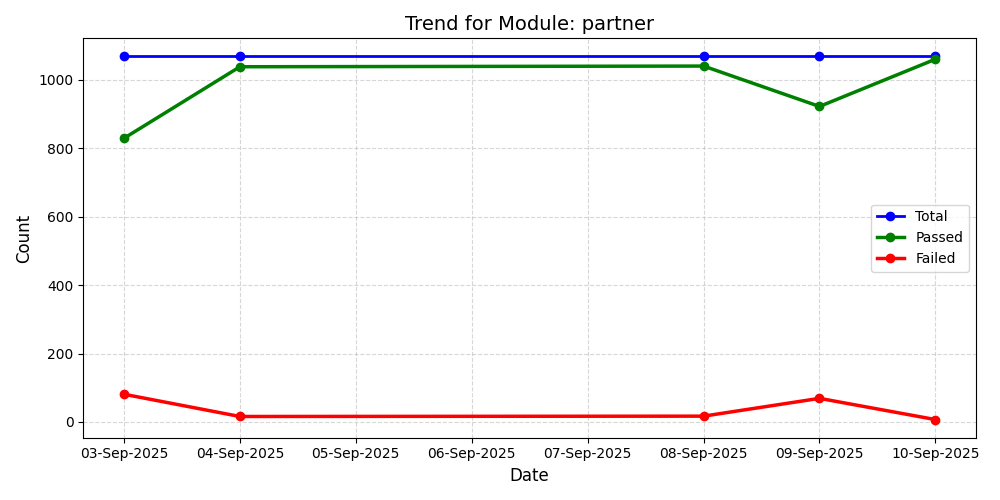 Trend for Module: partner
Count
1000
800
600
400
200
0
Total
Passed
Failed
03-Sep-2025 04-Sep-2025 05-Sep-2025 06-Sep-2025 07-Sep-2025 08-Sep-2025 09-Sep-2025 10-Sep-2025
Date